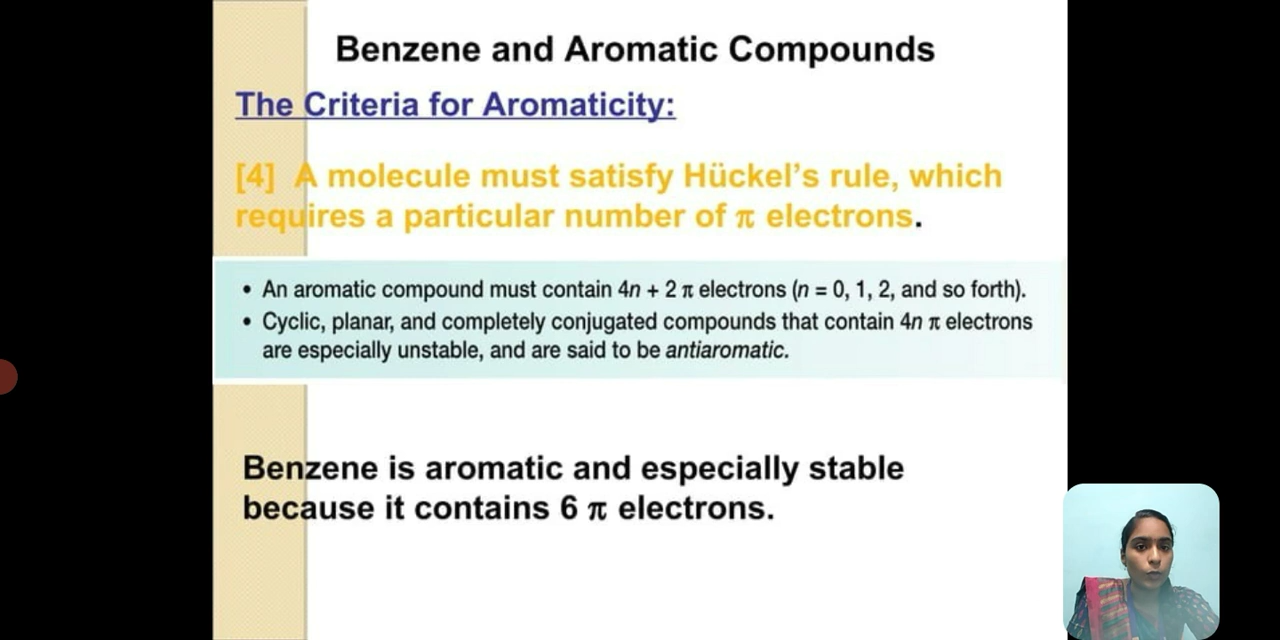 Benzene and Aromatic Compounds
The Criteria for Aromaticity:
[4] A molecule must satisfy Hückel’s rule, which
requires a particular number of π electrons.
• An aromatic compound must contain 4n + 2 π electrons (n = 0, 1, 2, and so forth).
• Cyclic, planar, and completely conjugated compounds that contain 4n π electrons
are especially unstable, and are said to be antiaromatic.
Benzene is aromatic and especially stable
because it contains 6 π electrons.